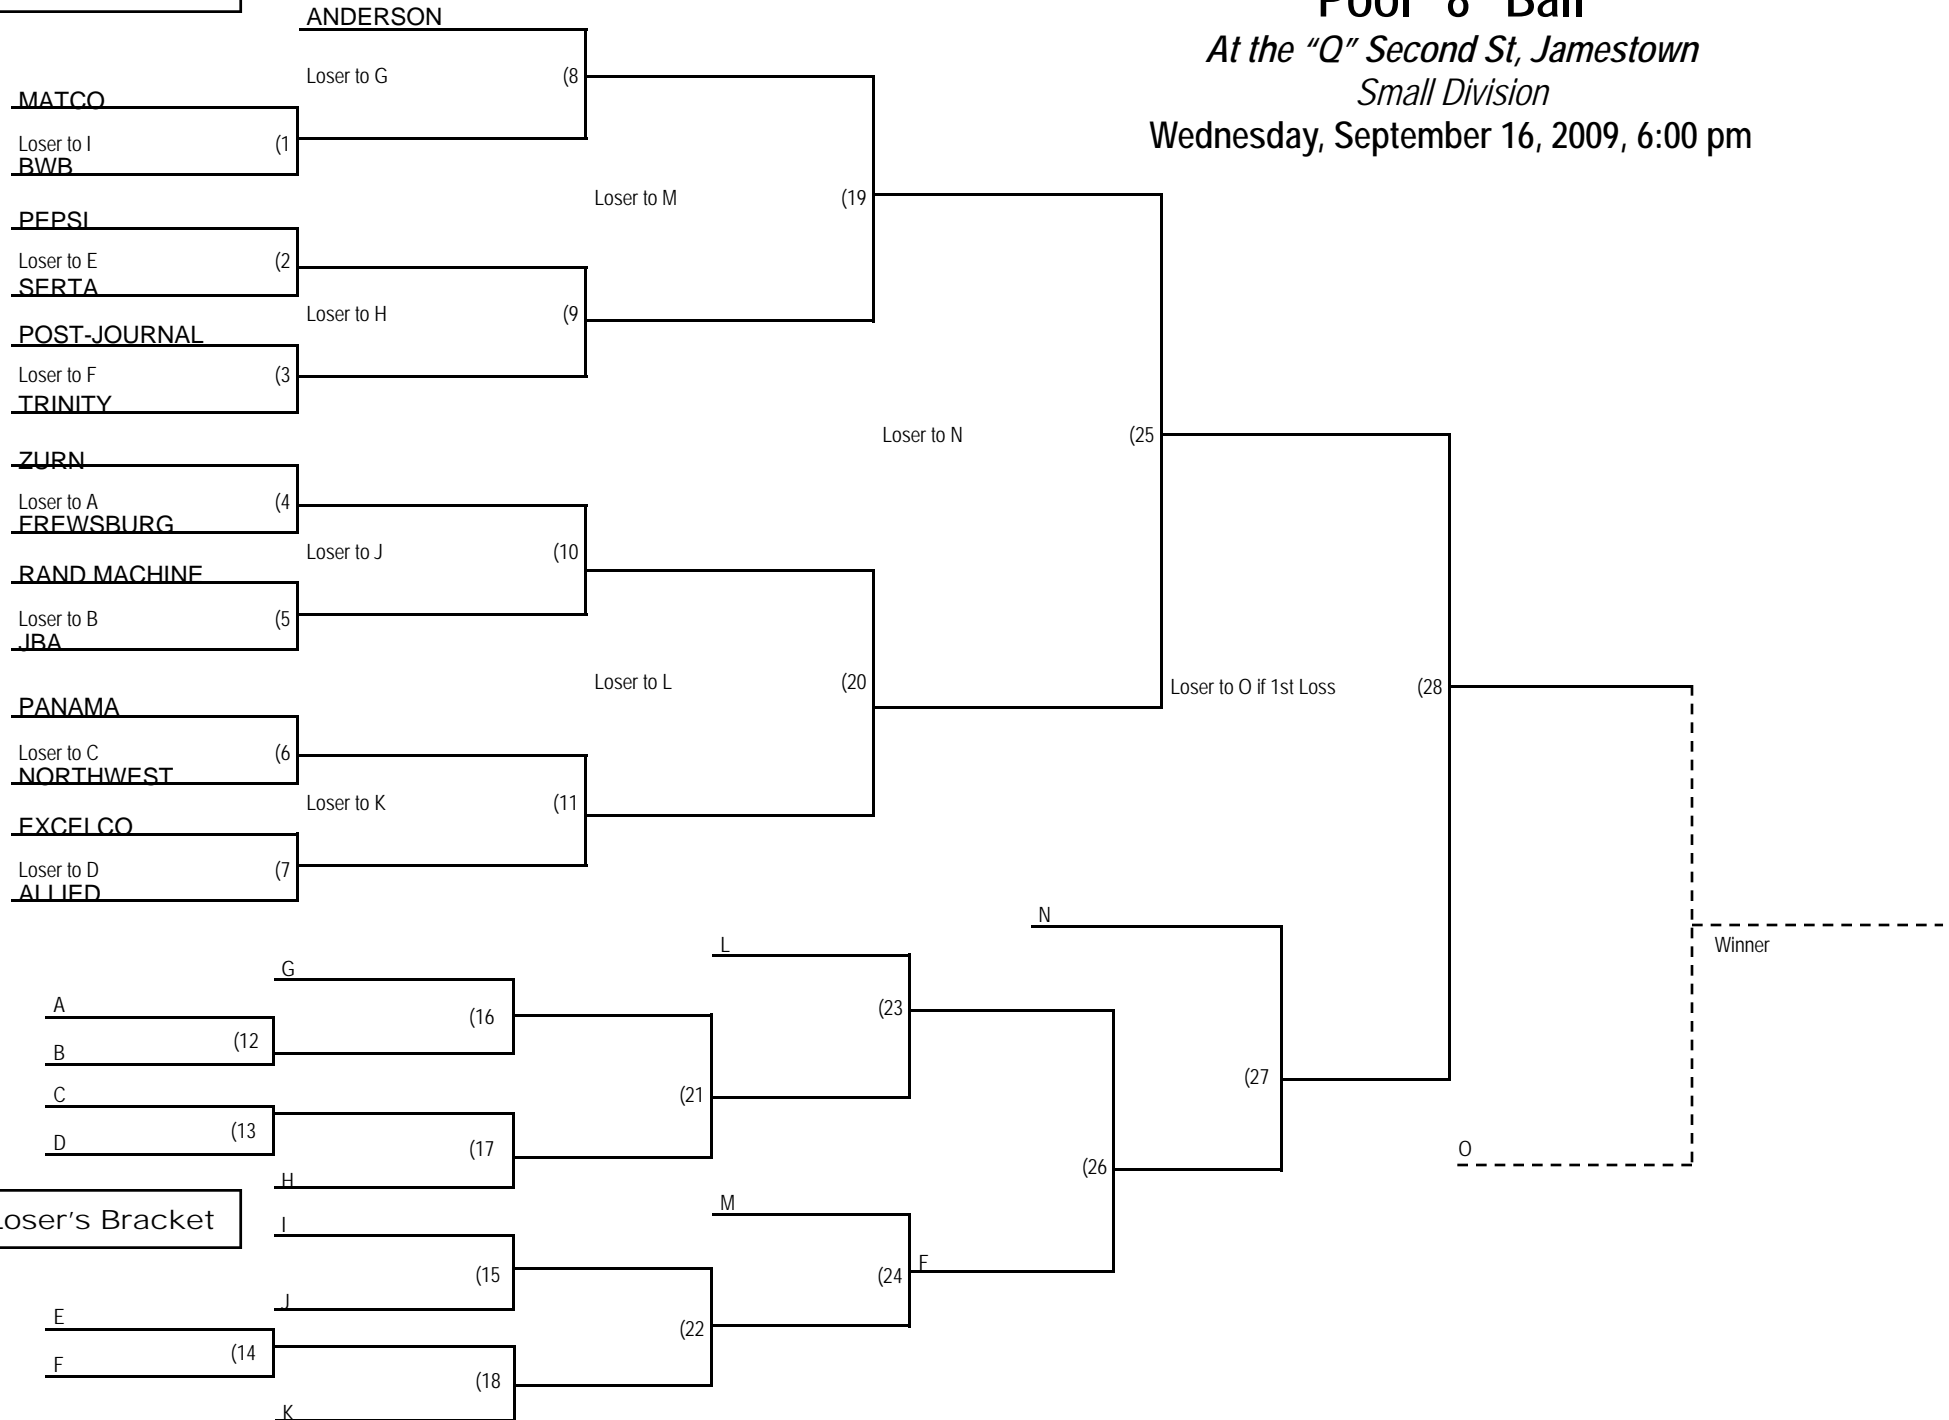 Pool "8" Ball
At the “Q” Second St, Jamestown
Small Division
Wednesday, September 16, 2009, 6:00 pm
ANDERSON
Loser to G (8
MATCO
Loser to I (1
BWB
Loser to M (19
PEPSI
Loser to E (2
SERTA
Loser to H (9
POST-JOURNAL
Loser to F (3
TRINITY
Loser to N (25
ZURN
Loser to A (4
FREWSBURG
Loser to J (10
RAND MACHINE
Loser to B (5
JBA
Loser to L (20
Loser to O if 1st Loss (28
PANAMA
Loser to C (6
NORTHWEST
Loser to K (11
EXCELCO
Loser to D (7
ALLIED
N
Winner
L
G
A
(16
(23
(12
B
C
(21
(27
D
(13
(17
O
H
(26
Loser's Bracket
M
I
(15
(24
F
J
E
(22
(14
F
(18
K